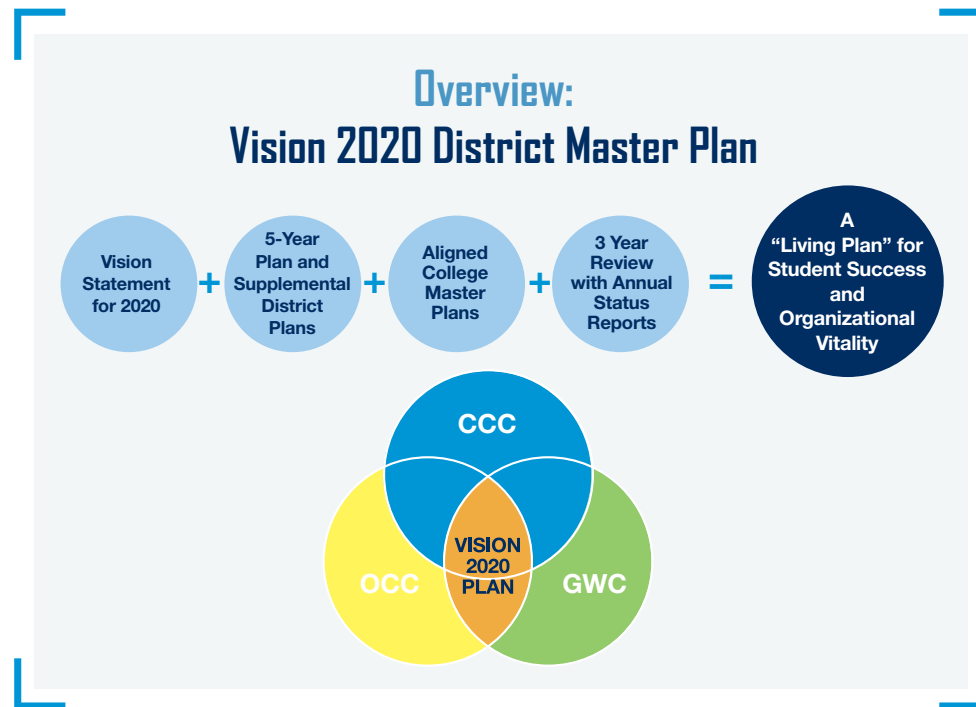 Overview:
Vision 2020 District Master Plan
Vision
Statement
for 2020
+
5-Year
Plan and
Supplemental
District
Plans
+
Aligned
College
Master
Plans
+
3 Year
Review
with Annual
Status
Reports
=
A
“Living Plan” for
Student Success
and
Organizational
Vitality
CCC
VISION
2020
PLAN
OCC
GWC